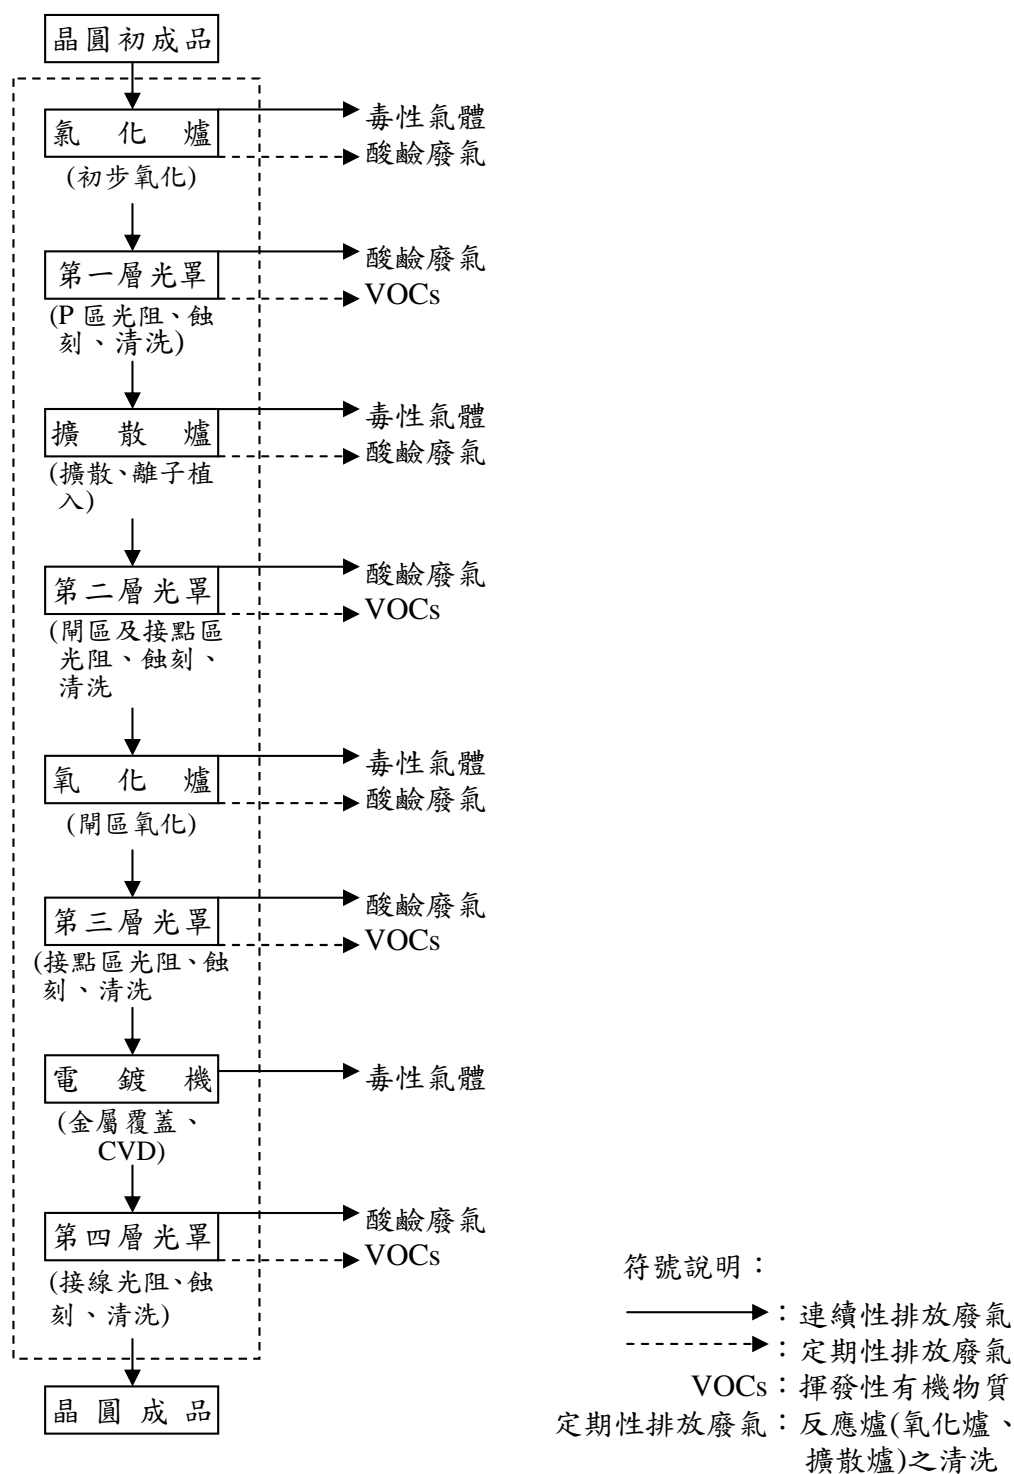 晶圓初成品
氣化爐
毒性氣體
酸鹼廢氣
(初步氧化)
第一層光罩
酸鹼廢氣
VOCs
(P 區光阻、蝕
刻、清洗)
擴散爐
毒性氣體
酸鹼廢氣
(擴散、離子植
入)
第二層光罩
酸鹼廢氣
VOCs
(閘區及接點區
光阻、蝕刻、
清洗
氧化爐
毒性氣體
酸鹼廢氣
(閘區氧化)
第三層光罩
酸鹼廢氣
VOCs
(接點區光阻、蝕
刻、清洗
電鍍機
毒性氣體
(金屬覆蓋、
CVD)
第四層光罩
酸鹼廢氣
VOCs
(接線光阻、蝕
刻、清洗)
晶圓成品
符號說明：
：連續性排放廢氣
：定期性排放廢氣
VOCs：揮發性有機物質
定期性排放廢氣：反應爐(氧化爐、
擴散爐)之清洗